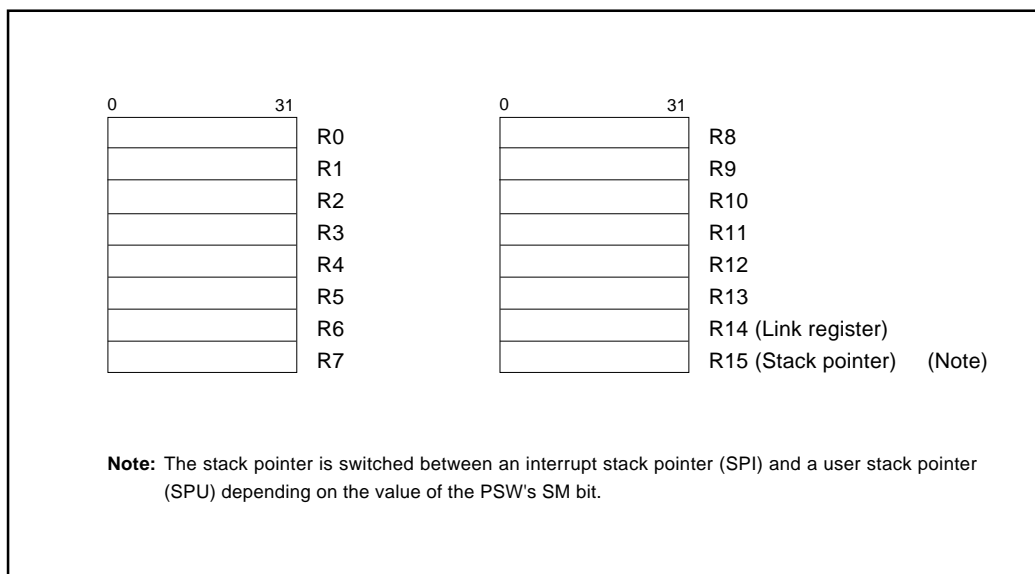 0 31
R0
R1
R2
R3
R4
R5
R6
R7
0 31
R8
R9
R10
R11
R12
R13
R14 (Link register)
R15 (Stack pointer) (Note)
Note: The stack pointer is switched between an interrupt stack pointer (SPI) and a user stack pointer
(SPU) depending on the value of the PSW's SM bit.